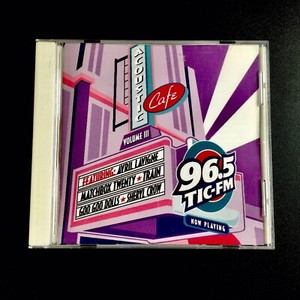 ACOUSTIC
Cafe
VOLUME III
FEATURING: AVRIL LAVIGNE
MATCHBOX TWENTY ★ TRAIN
GOO GOO DOLLS ★ SHERYL CROW
96.5
TIC-FM
NOW PLAYING